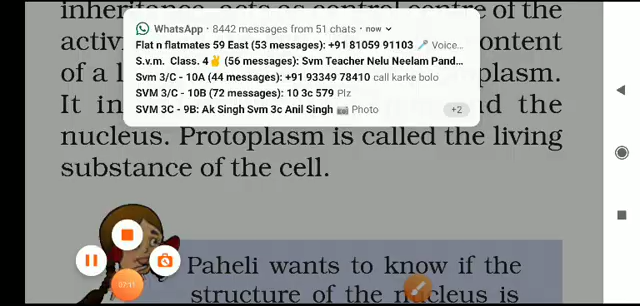 inheritance, acts as control centre of the
WhatsApp · 8442 messages from 51 chats · now
Flat n flatmates 59 East (53 messages): +91 81059 91103 🎤 Voice...
S.v.m. Class. 4✌ (56 messages): Svm Teacher Nelu Neelam Pand...
Svm 3/C - 10A (44 messages): +91 93349 78410 call karke bolo
SVM 3/C - 10B (72 messages): 10 3c 579 Plz
SVM 3C - 9B: Ak Singh Svm 3c Anil Singh 📷 Photo
+2
activ ontent
of a l plasm.
It in d the
nucleus. Protoplasm is called the living
substance of the cell.
07:11
Paheli wants to know if the
structure of the nucleus is